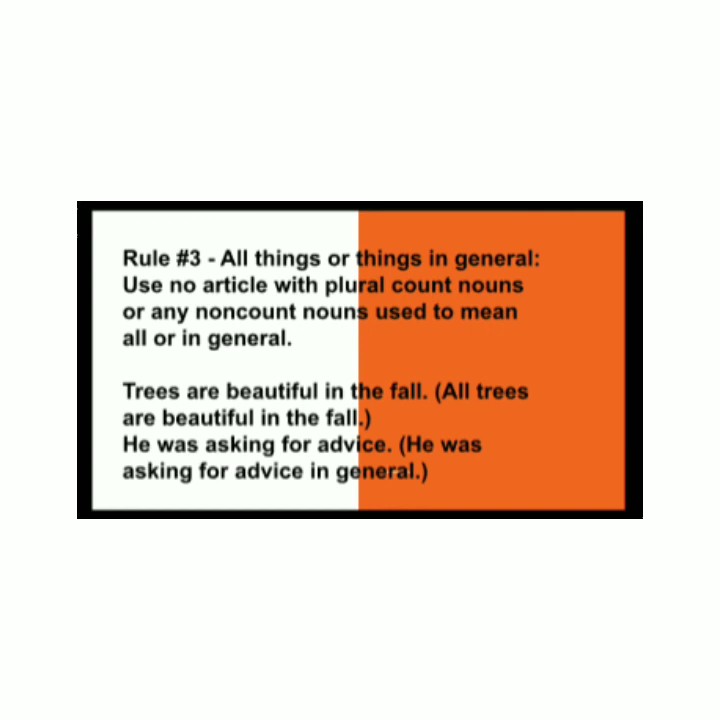 Rule #3 - All things or things in general:
Use no article with plural count nouns
or any noncount nouns used to mean
all or in general.
Trees are beautiful in the fall. (All trees
are beautiful in the fall.)
He was asking for advice. (He was
asking for advice in general.)